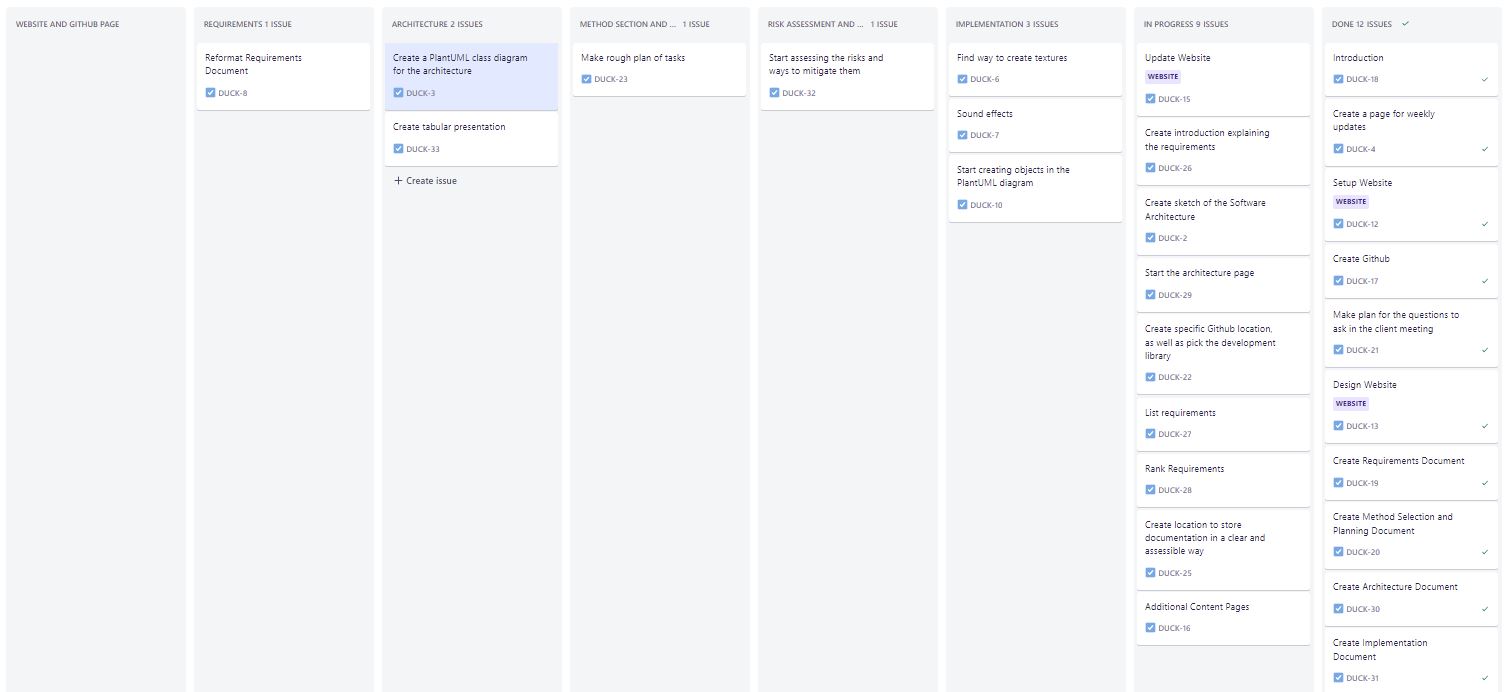 WEBSITE AND GITHUB PAGE
REQUIREMENTS 1 ISSUE
Reformat Requirements
Document
DUCK-8
ARCHITECTURE 2 ISSUES
Create a PlantUML class diagram
for the architecture
DUCK-3
Create tabular presentation
DUCK-33
+ Create issue
METHOD SECTION AND ... 1 ISSUE
Make rough plan of tasks
DUCK-23
RISK ASSESSMENT AND ... 1 ISSUE
Start assessing the risks and
ways to mitigate them
DUCK-32
IMPLEMENTATION 3 ISSUES
Find way to create textures
DUCK-6
Sound effects
DUCK-7
Start creating objects in the
PlantUML diagram
DUCK-10
IN PROGRESS 9 ISSUES
Update Website
WEBSITE
DUCK-15
Create introduction explaining
the requirements
DUCK-26
Create sketch of the Software
Architecture
DUCK-2
Start the architecture page
DUCK-29
Create specific Github location,
as well as pick the development
library
DUCK-22
List requirements
DUCK-27
Rank Requirements
DUCK-28
Create location to store
documentation in a clear and
assessible way
DUCK-25
Additional Content Pages
DUCK-16
DONE 12 ISSUES
Introduction
DUCK-18
Create a page for weekly
updates
DUCK-4
Setup Website
WEBSITE
DUCK-12
Create Github
DUCK-17
Make plan for the questions to
ask in the client meeting
DUCK-21
Design Website
WEBSITE
DUCK-13
Create Requirements Document
DUCK-19
Create Method Selection and
Planning Document
DUCK-20
Create Architecture Document
DUCK-30
Create Implementation
Document
DUCK-31